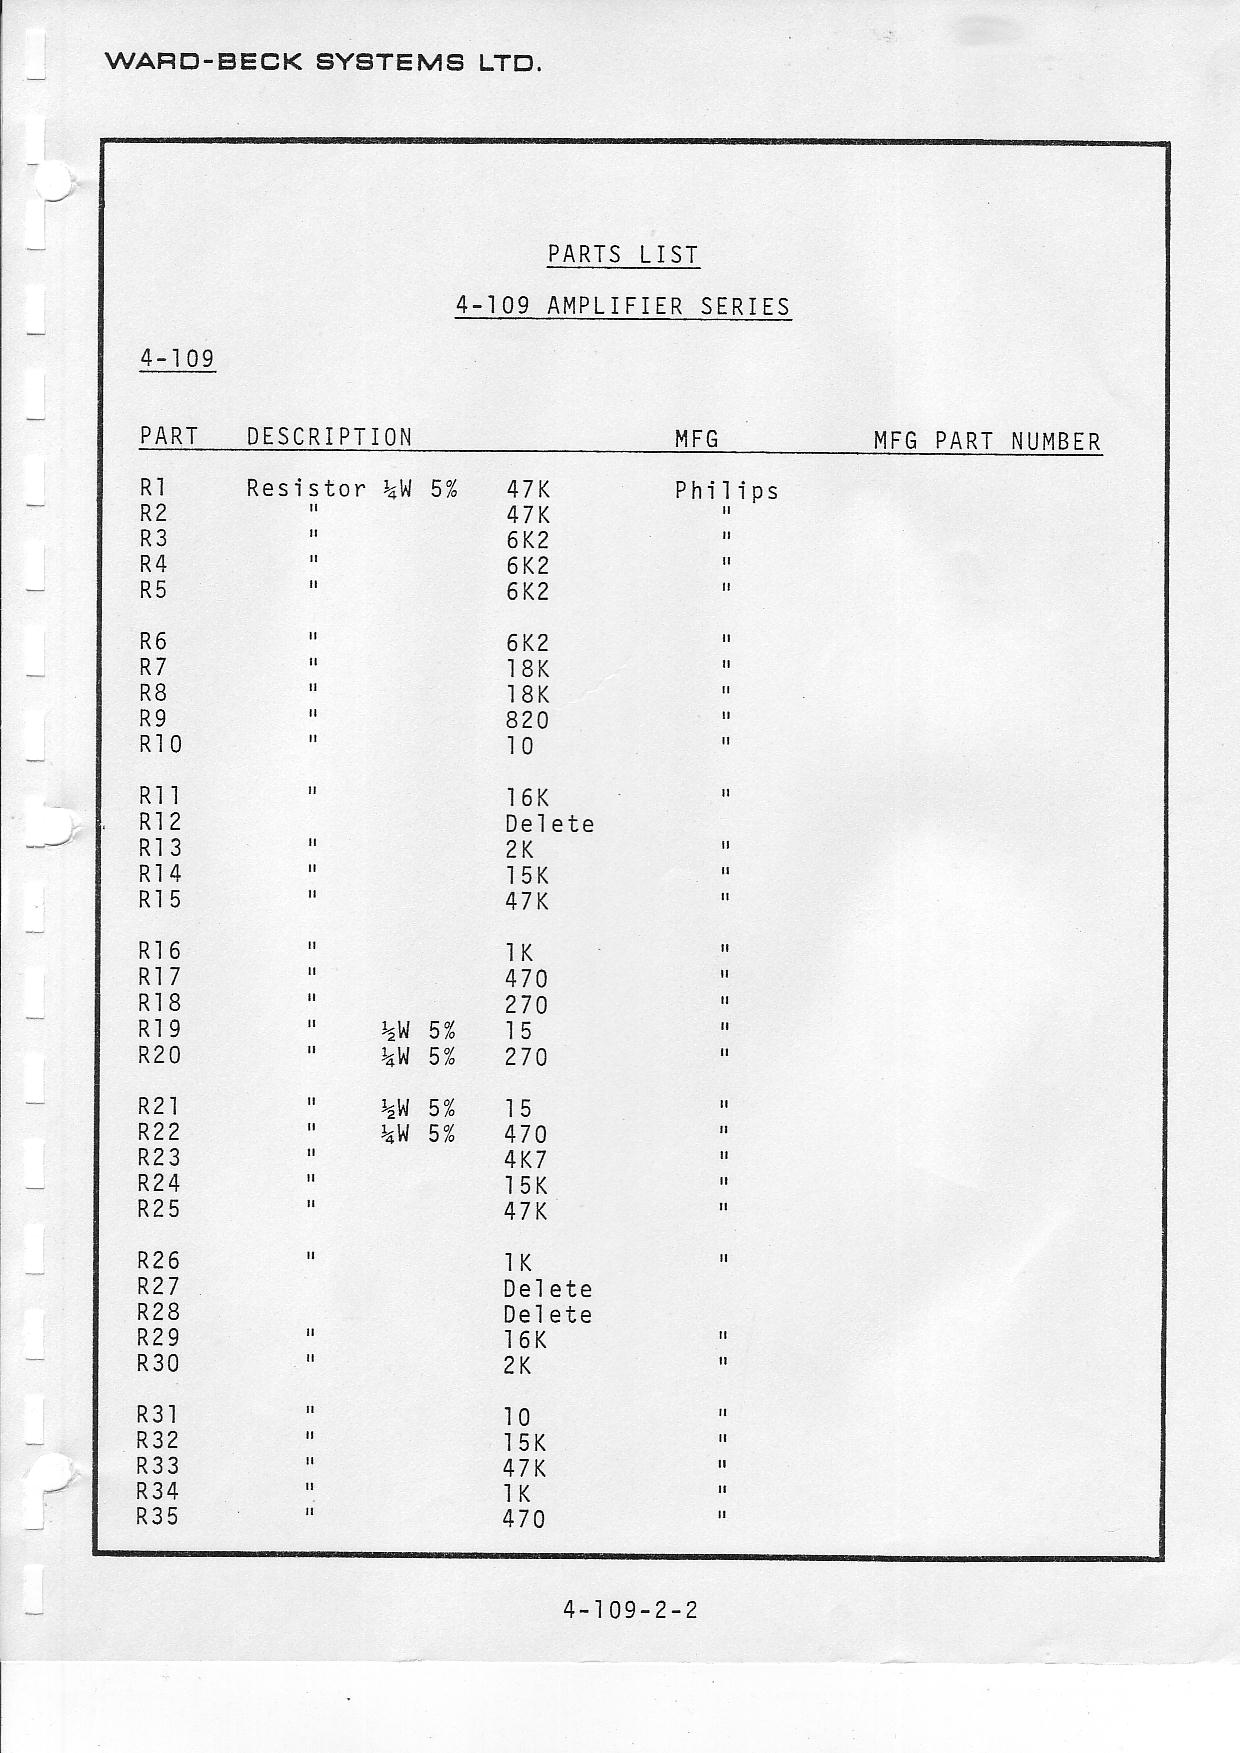 WARD-BECK SYSTEMS LTD.
PARTS LIST
4-109 AMPLIFIER SERIES
4-109
PART DESCRIPTION MFG MFG PART NUMBER
R1 Resistor ¼W 5% 47K Philips
R2 " 47K "
R3 " 6K2 "
R4 " 6K2 "
R5 " 6K2 "
R6 " 6K2 "
R7 " 18K "
R8 " 18K "
R9 " 820 "
R10 " 10 "
R11 " 16K "
R12 Delete
R13 " 2K "
R14 " 15K "
R15 " 47K "
R16 " 1K "
R17 " 470 "
R18 " 270 "
R19 " ½W 5% 15 "
R20 " ¼W 5% 270 "
R21 " ½W 5% 15 "
R22 " ¼W 5% 470 "
R23 " 4K7 "
R24 " 15K "
R25 " 47K "
R26 " 1K "
R27 Delete
R28 Delete
R29 " 16K "
R30 " 2K "
R31 " 10 "
R32 " 15K "
R33 " 47K "
R34 " 1K "
R35 " 470 "
4-109-2-2